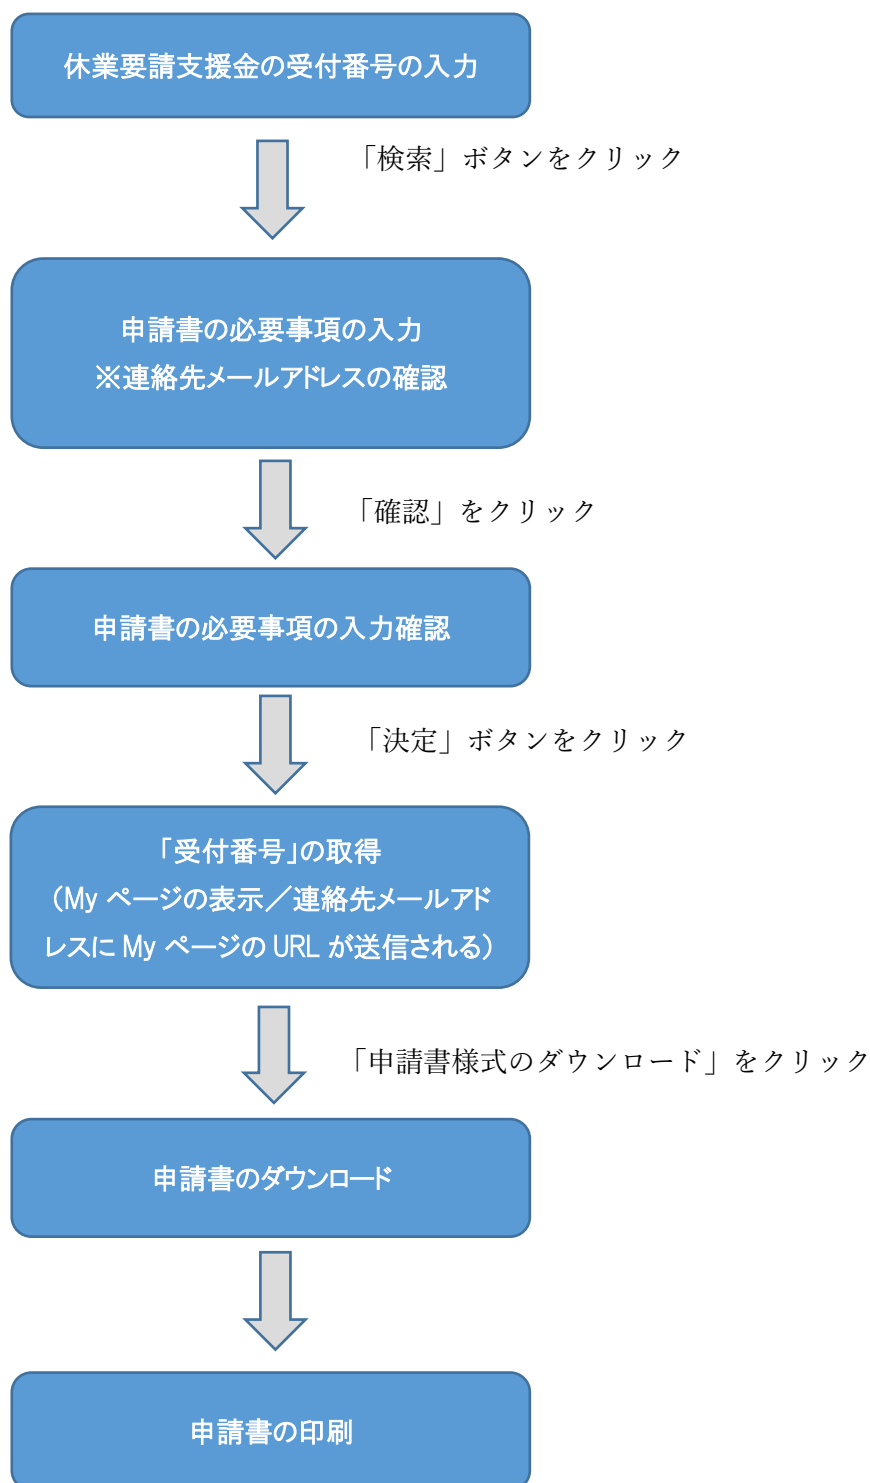 休業要請支援金の受付番号の入力
「検索」ボタンをクリック
申請書の必要事項の入力
※連絡先メールアドレスの確認
「確認」をクリック
申請書の必要事項の入力確認
「決定」ボタンをクリック
「受付番号」の取得
（My ページの表示／連絡先メールアド
レスに My ページの URL が送信される）
「申請書様式のダウンロード」をクリック
申請書のダウンロード
申請書の印刷